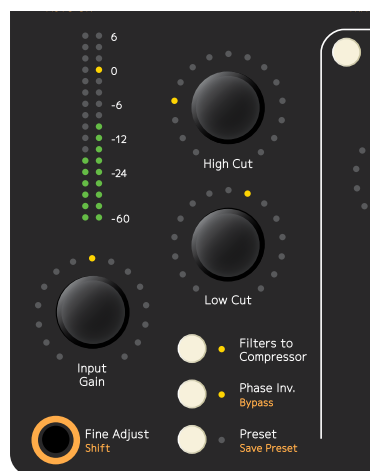 6
0
-6
-12
High Cut
-24
-60
Low Cut
Input
Gain
Filters to
Compressor
Phase Inv.
Bypass
Fine Adjust
Shift
Preset
Save Preset